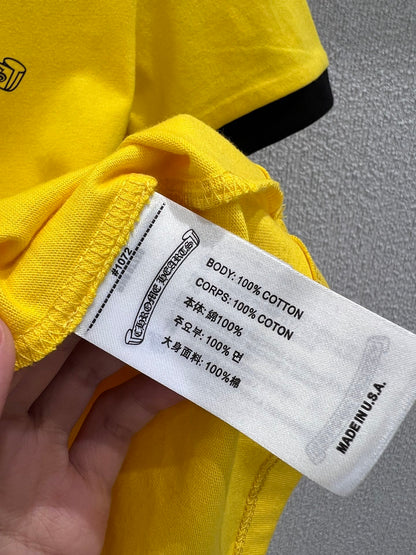 #1072
CHROME HEARTS
BODY: 100% COTTON
CORPS: 100% COTON
本体: 綿100%
주요부: 100% 면
大身面料: 100%棉
MADE IN U.S.A.